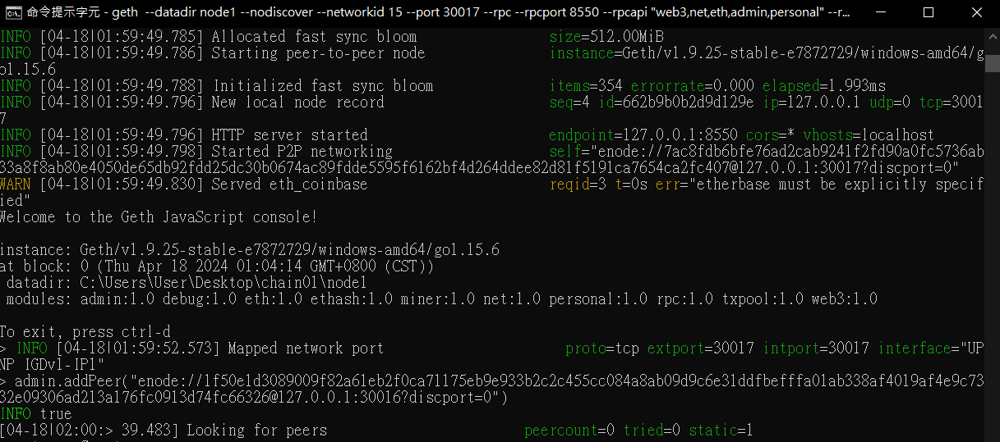 命令提示字元 - geth --datadir node1 --nodiscover --networkid 15 --port 30017 --rpc --rpcport 8550 --rpcapi "web3,net,eth,admin,personal" --r...
INFO [04-18|01:59:49.785] Allocated fast sync bloom size=512.00MiB
INFO [04-18|01:59:49.786] Starting peer-to-peer node instance=Geth/v1.9.25-stable-e7872729/windows-amd64/g
o1.15.6
INFO [04-18|01:59:49.788] Initialized fast sync bloom items=354 errorrate=0.000 elapsed=1.993ms
INFO [04-18|01:59:49.796] New local node record seq=4 id=662b9b0b2d9d129e ip=127.0.0.1 udp=0 tcp=3001
7
INFO [04-18|01:59:49.796] HTTP server started endpoint=127.0.0.1:8550 cors=* vhosts=localhost
INFO [04-18|01:59:49.798] Started P2P networking self="enode://7ac8fdb6bfe76ad2cab9241f2fd90a0fc5736ab
33a8f8ab80e4050de65db92fdd25dc30b0674ac89fdde5595f6162bf4d264ddee82d81f5191ca7654ca2fc407@127.0.0.1:30017?discport=0"
WARN [04-18|01:59:49.830] Served eth_coinbase reqid=3 t=0s err="etherbase must be explicitly specif
ied"
Welcome to the Geth JavaScript console!
instance: Geth/v1.9.25-stable-e7872729/windows-amd64/go1.15.6
at block: 0 (Thu Apr 18 2024 01:04:14 GMT+0800 (CST))
datadir: C:\Users\User\Desktop\chain01\node1
modules: admin:1.0 debug:1.0 eth:1.0 ethash:1.0 miner:1.0 net:1.0 personal:1.0 rpc:1.0 txpool:1.0 web3:1.0
To exit, press ctrl-d
> INFO [04-18|01:59:52.573] Mapped network port proto=tcp extport=30017 intport=30017 interface="UP
NP IGDv1-IP1"
> admin.addPeer("enode://1f50e1d3089009f82a61eb2f0ca71175eb9e933b2c2c455cc084a8ab09d9c6e31ddfbefffa01ab338af4019af4e9c73
32e09306ad213a176fc0913d74fc66326@127.0.0.1:30016?discport=0")
INFO true
[04-18|02:00:> 39.483] Looking for peers peercount=0 tried=0 static=1